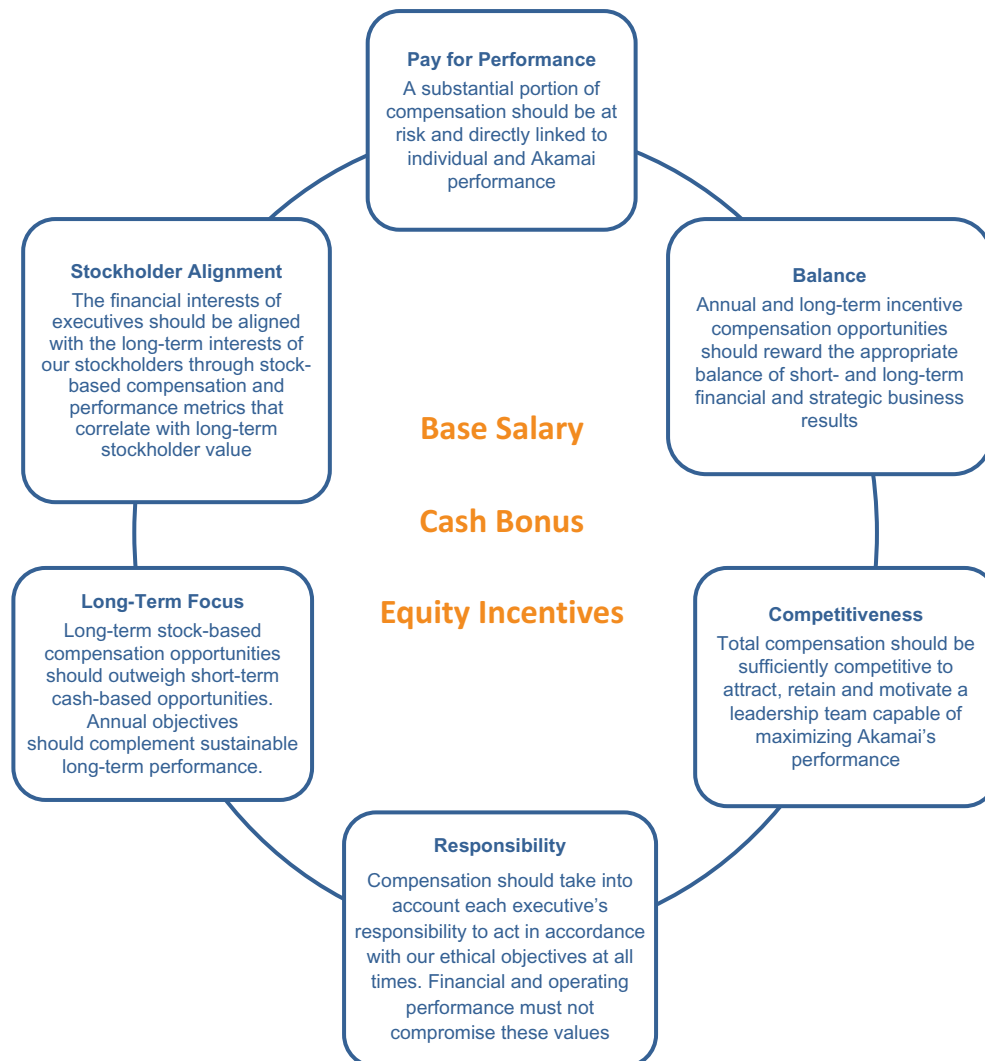 Pay for Performance
A substantial portion of
compensation should be at
risk and directly linked to
individual and Akamai
performance
Stockholder Alignment
The financial interests of
executives should be aligned
with the long-term interests of
our stockholders through stock-
based compensation and
performance metrics that
correlate with long-term
stockholder value
Balance
Annual and long-term incentive
compensation opportunities
should reward the appropriate
balance of short- and long-term
financial and strategic business
results
Base Salary
Cash Bonus
Equity Incentives
Long-Term Focus
Long-term stock-based
compensation opportunities
should outweigh short-term
cash-based opportunities.
Annual objectives
should complement sustainable
long-term performance.
Competitiveness
Total compensation should be
sufficiently competitive to
attract, retain and motivate a
leadership team capable of
maximizing Akamai’s
performance
Responsibility
Compensation should take into
account each executive’s
responsibility to act in accordance
with our ethical objectives at all
times. Financial and operating
performance must not
compromise these values